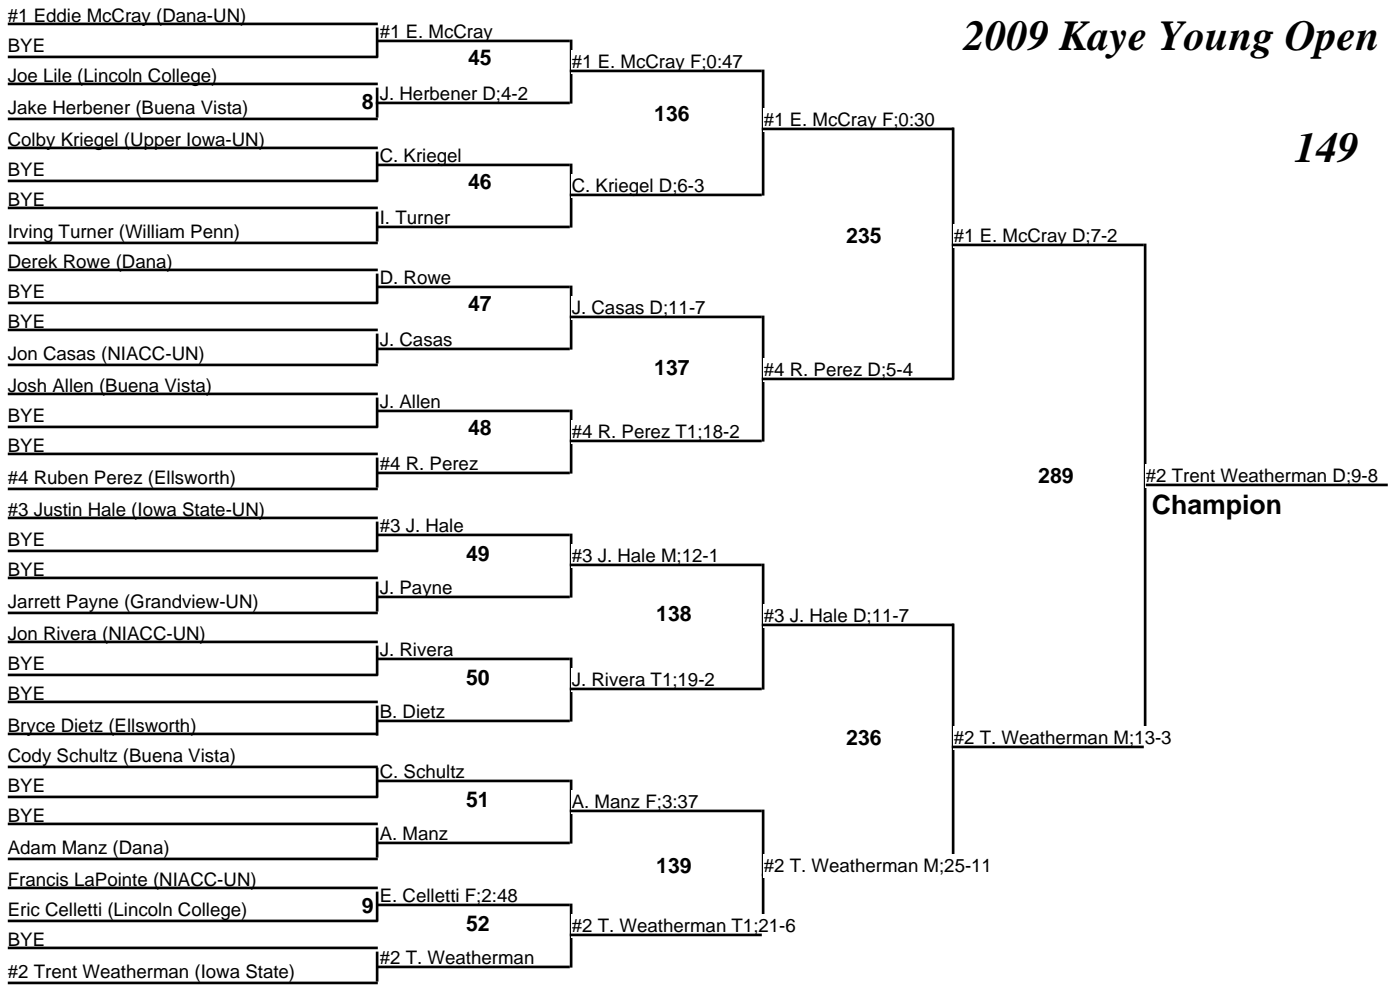 2009 Kaye Young Open
149
#1 Eddie McCray (Dana-UN)
BYE
Joe Lile (Lincoln College)
Jake Herbener (Buena Vista)
Colby Kriegel (Upper Iowa-UN)
BYE
BYE
Irving Turner (William Penn)
Derek Rowe (Dana)
BYE
BYE
Jon Casas (NIACC-UN)
Josh Allen (Buena Vista)
BYE
BYE
#4 Ruben Perez (Ellsworth)
#3 Justin Hale (Iowa State-UN)
BYE
BYE
Jarrett Payne (Grandview-UN)
Jon Rivera (NIACC-UN)
BYE
BYE
Bryce Dietz (Ellsworth)
Cody Schultz (Buena Vista)
BYE
BYE
Adam Manz (Dana)
Francis LaPointe (NIACC-UN)
Eric Celletti (Lincoln College)
BYE
#2 Trent Weatherman (Iowa State)
8
9
#1 E. McCray
45
J. Herbener D;4-2
C. Kriegel
46
I. Turner
D. Rowe
47
J. Casas
J. Allen
48
#4 R. Perez
#3 J. Hale
49
J. Payne
J. Rivera
50
B. Dietz
C. Schultz
51
A. Manz
E. Celletti F;2:48
52
#2 T. Weatherman
#1 E. McCray F;0:47
136
C. Kriegel D;6-3
J. Casas D;11-7
137
#4 R. Perez T1;18-2
#3 J. Hale M;12-1
138
J. Rivera T1;19-2
A. Manz F;3:37
139
#2 T. Weatherman T1;21-6
#1 E. McCray F;0:30
235
#4 R. Perez D;5-4
#3 J. Hale D;11-7
236
#2 T. Weatherman M;25-11
#1 E. McCray D;7-2
289
#2 T. Weatherman M;13-3
#2 Trent Weatherman D;9-8
Champion